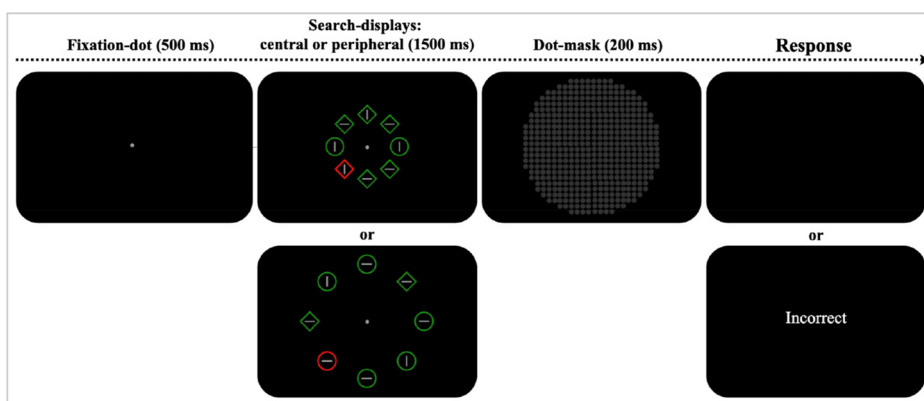 Fixation-dot (500 ms)
Search-displays:
central or peripheral (1500 ms)
Dot-mask (200 ms)
Response
or
or
Incorrect